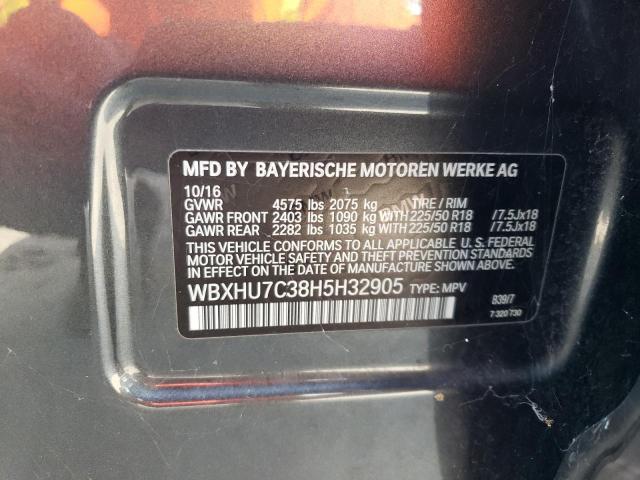 MFD BY BAYERISCHE MOTOREN WERKE AG
10/16
GVWR 4575 lbs 2075 kg TIRE / RIM
GAWR FRONT 2403 lbs 1090 kg WITH 225/50 R18 /7.5Jx18
GAWR REAR 2282 lbs 1035 kg WITH 225/50 R18 /7.5Jx18
THIS VEHICLE CONFORMS TO ALL APPLICABLE U.S. FEDERAL
MOTOR VEHICLE SAFETY AND THEFT PREVENTION STANDARDS
IN EFFECT ON THE DATE OF MANUFACTURE SHOWN ABOVE.
WBXHU7C38H5H32905 TYPE: MPV 839/7
7 320 730